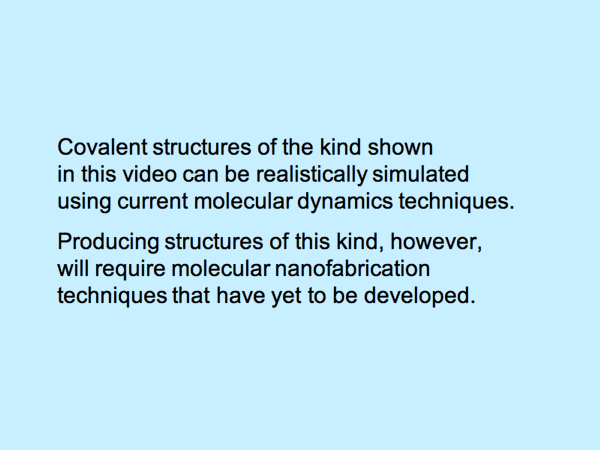 Covalent structures of the kind shown
in this video can be realistically simulated
using current molecular dynamics techniques.
Producing structures of this kind, however,
will require molecular nanofabrication
techniques that have yet to be developed.